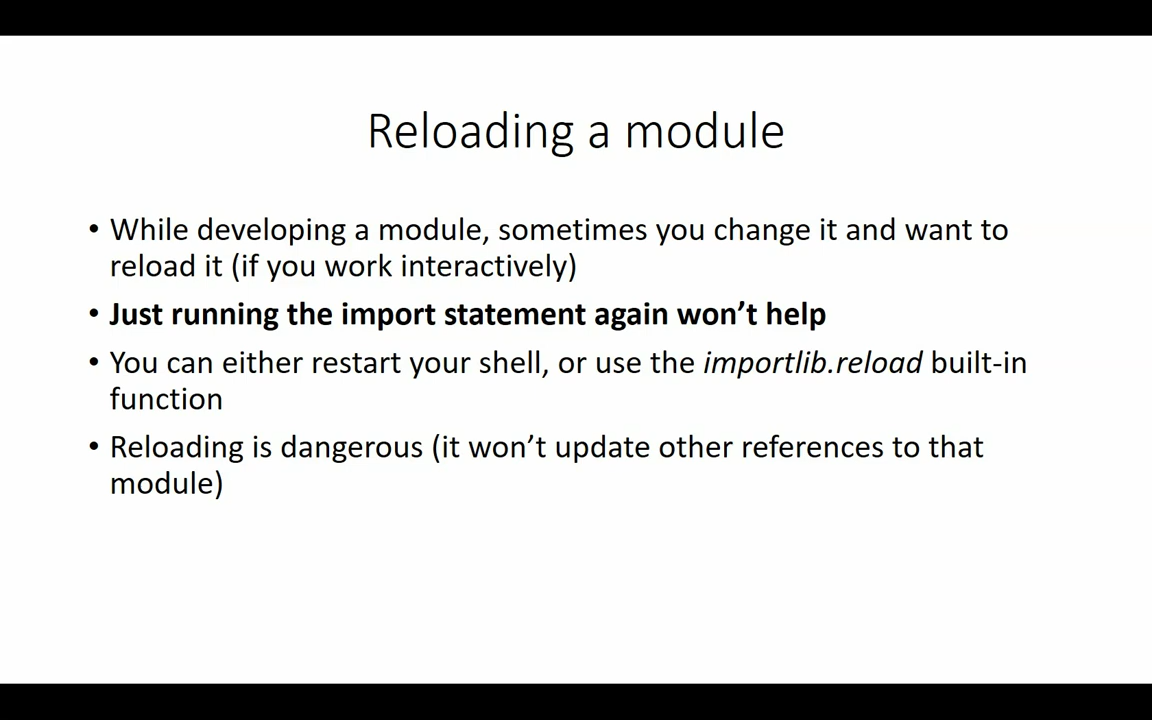 Reloading a module
• While developing a module, sometimes you change it and want to
reload it (if you work interactively)
• Just running the import statement again won’t help
• You can either restart your shell, or use the importlib.reload built-in
function
• Reloading is dangerous (it won’t update other references to that
module)